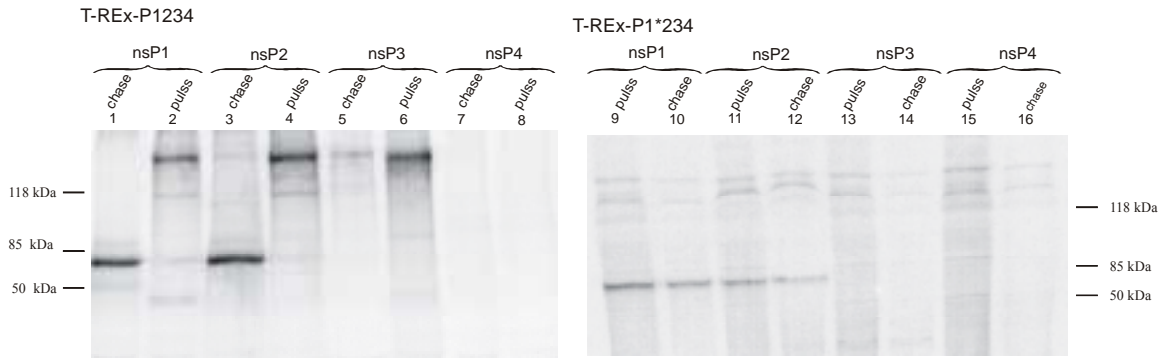 T-REx-P1234
nsP1 nsP2 nsP3 nsP4
chase pulss chase pulss chase pulss chase pulss
1 2 3 4 5 6 7 8
118 kDa
85 kDa
50 kDa
T-REx-P1*234
nsP1 nsP2 nsP3 nsP4
pulss chase pulss chase pulss chase pulss chase
9 10 11 12 13 14 15 16
118 kDa
85 kDa
50 kDa